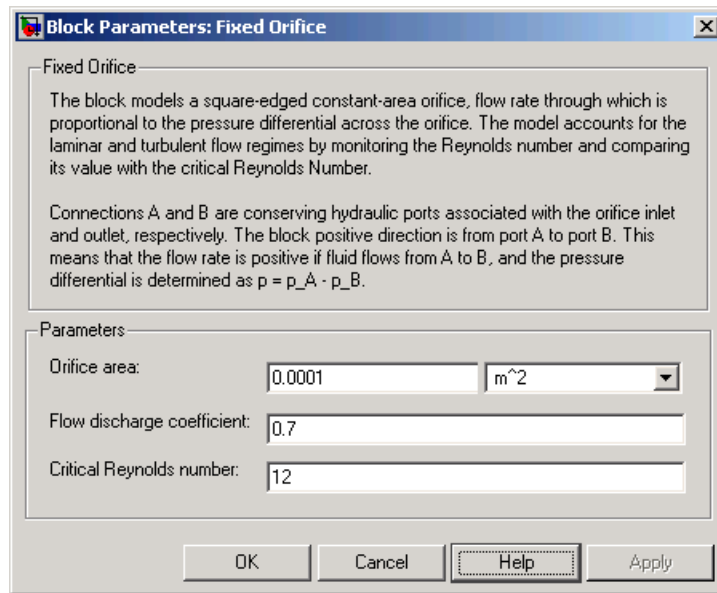 Block Parameters: Fixed Orifice
Fixed Orifice
The block models a square-edged constant-area orifice, flow rate through which is
proportional to the pressure differential across the orifice. The model accounts for the
laminar and turbulent flow regimes by monitoring the Reynolds number and comparing
its value with the critical Reynolds Number.
Connections A and B are conserving hydraulic ports associated with the orifice inlet
and outlet, respectively. The block positive direction is from port A to port B. This
means that the flow rate is positive if fluid flows from A to B, and the pressure
differential is determined as p = p_A - p_B.
Parameters
Orifice area: 0.0001 m^2
Flow discharge coefficient: 0.7
Critical Reynolds number: 12
OK Cancel Help Apply